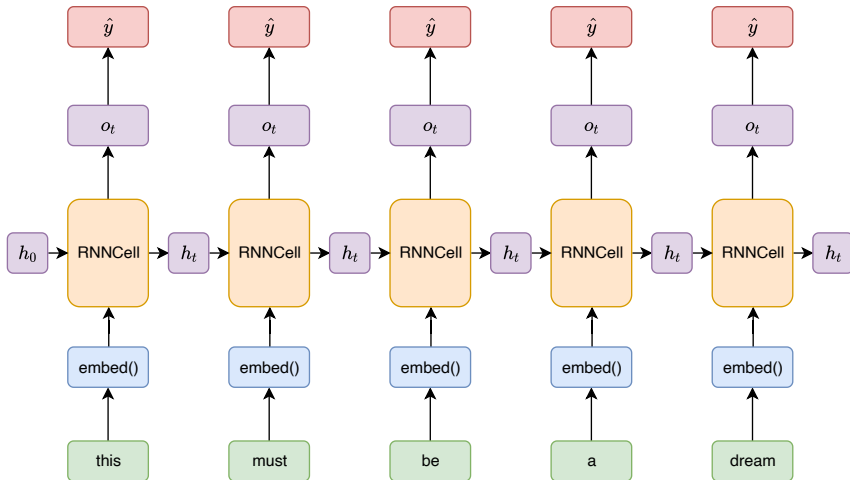 ŷ ŷ ŷ ŷ ŷ
oₜ oₜ oₜ oₜ oₜ
h₀ RNNCell hₜ RNNCell hₜ RNNCell hₜ RNNCell hₜ RNNCell hₜ
embed() embed() embed() embed() embed()
this must be a dream